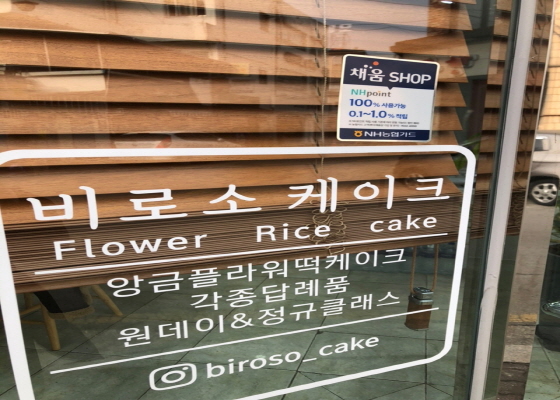 채움 SHOP
NHpoint
100% 사용가능
0.1~1.0% 적립
NH농협카드
비로소 케이크
Flower Rice cake
앙금플라워떡케이크
각종답례품
원데이&정규클래스
biroso_cake